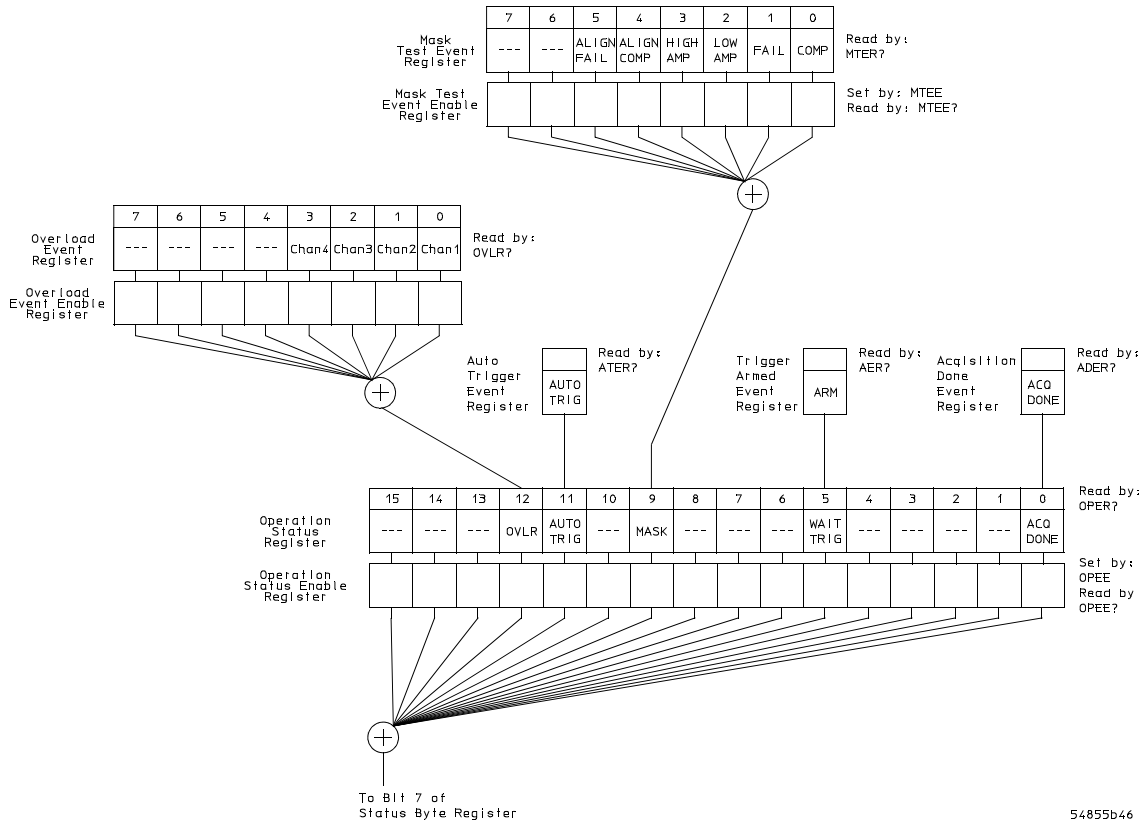 7 6 5 4 3 2 1 0
Mask
Test Event
Register
--- --- ALIGN FAIL ALIGN COMP HIGH AMP LOW AMP FAIL COMP
Read by:
MTER?
Mask Test
Event Enable
Register
Set by: MTEE
Read by: MTEE?
7 6 5 4 3 2 1 0
Overload
Event
Register
--- --- --- --- Chan4 Chan3 Chan2 Chan1
Read by:
OVLR?
Overload
Event Enable
Register
Auto
Trigger
Event
Register
AUTO
TRIG
Read by:
ATER?
Trigger
Armed
Event
Register
ARM
Read by:
AER?
Acqisition
Done
Event
Register
ACQ
DONE
Read by:
ADER?
15 14 13 12 11 10 9 8 7 6 5 4 3 2 1 0
Operation
Status
Register
--- --- --- OVLR AUTO TRIG --- MASK --- --- --- WAIT TRIG --- --- --- --- ACQ DONE
Read by:
OPER?
Operation
Status Enable
Register
Set by:
OPEE
Read by
OPEE?
To Bit 7 of
Status Byte Register
54855b46